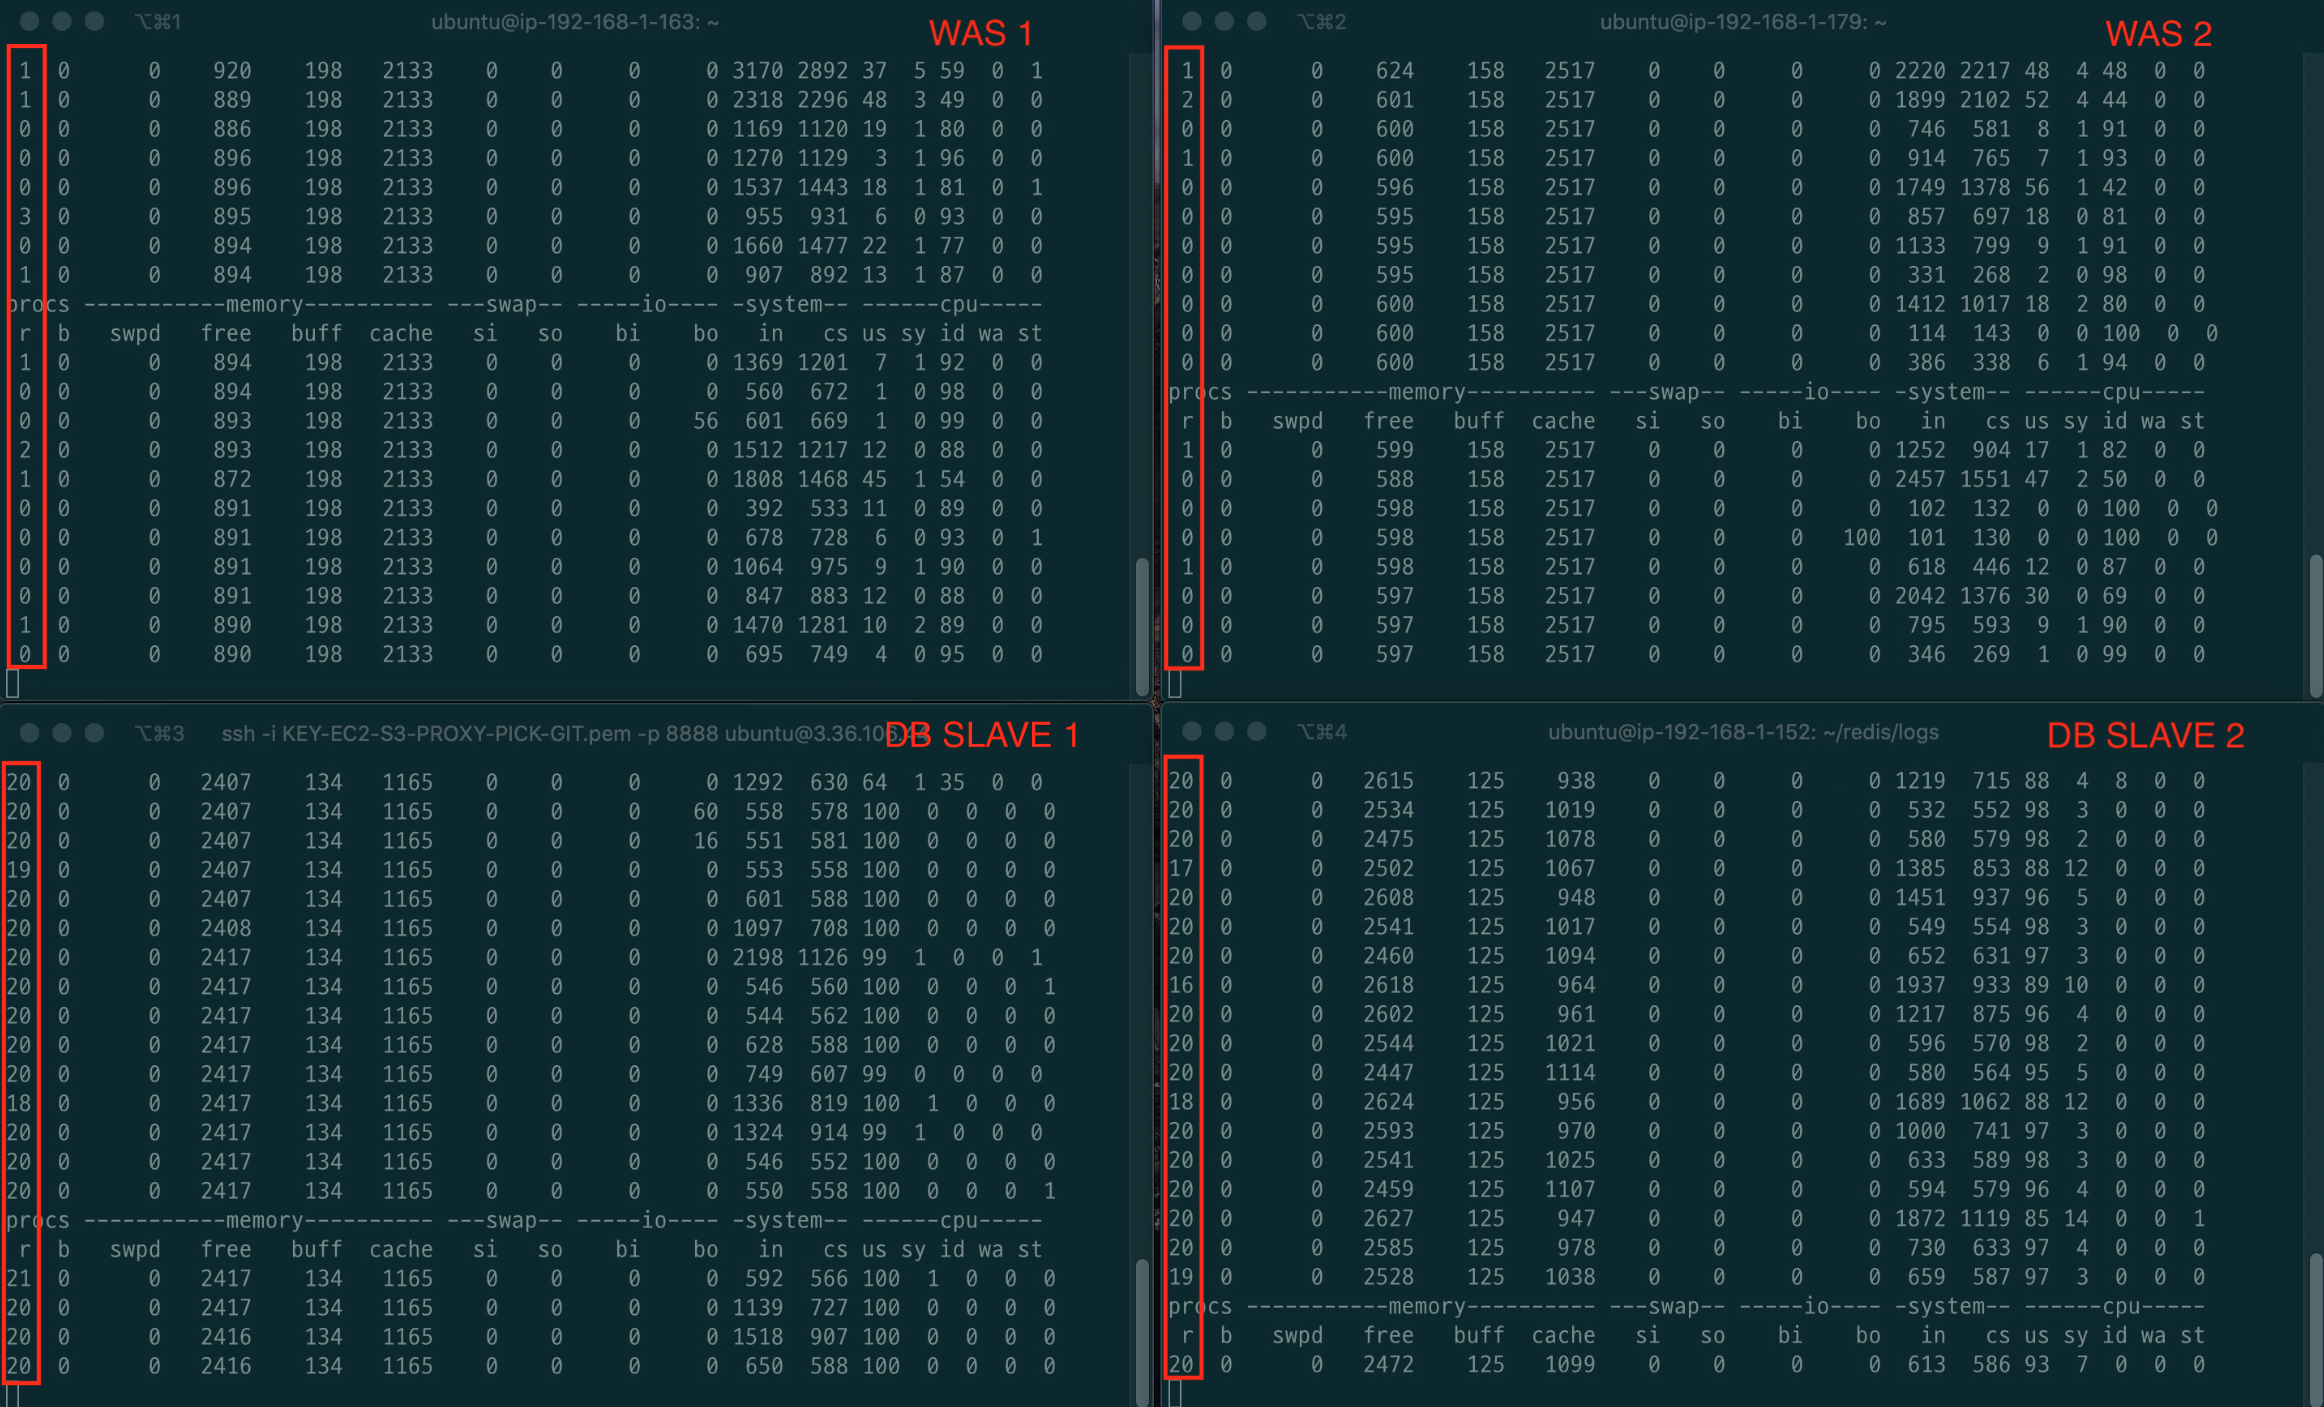 ⌥⌘1 ubuntu@ip-192-168-1-163: ~ WAS 1
1 0 0 920 198 2133 0 0 0 0 3170 2892 37 5 59 0 1
1 0 0 889 198 2133 0 0 0 0 2318 2296 48 3 49 0 0
0 0 0 886 198 2133 0 0 0 0 1169 1120 19 1 80 0 0
0 0 0 896 198 2133 0 0 0 0 1270 1129 3 1 96 0 0
0 0 0 896 198 2133 0 0 0 0 1537 1443 18 1 81 0 1
3 0 0 895 198 2133 0 0 0 0 955 931 6 0 93 0 0
0 0 0 894 198 2133 0 0 0 0 1660 1477 22 1 77 0 0
1 0 0 894 198 2133 0 0 0 0 907 892 13 1 87 0 0
procs -----------memory---------- ---swap-- -----io---- -system-- ------cpu-----
r b swpd free buff cache si so bi bo in cs us sy id wa st
1 0 0 894 198 2133 0 0 0 0 1369 1201 7 1 92 0 0
0 0 0 894 198 2133 0 0 0 0 560 672 1 0 98 0 0
0 0 0 893 198 2133 0 0 0 56 601 669 1 0 99 0 0
2 0 0 893 198 2133 0 0 0 0 1512 1217 12 0 88 0 0
1 0 0 872 198 2133 0 0 0 0 1808 1468 45 1 54 0 0
0 0 0 891 198 2133 0 0 0 0 392 533 11 0 89 0 0
0 0 0 891 198 2133 0 0 0 0 678 728 6 0 93 0 1
0 0 0 891 198 2133 0 0 0 0 1064 975 9 1 90 0 0
0 0 0 891 198 2133 0 0 0 0 847 883 12 0 88 0 0
1 0 0 890 198 2133 0 0 0 0 1470 1281 10 2 89 0 0
0 0 0 890 198 2133 0 0 0 0 695 749 4 0 95 0 0
⌥⌘2 ubuntu@ip-192-168-1-179: ~ WAS 2
1 0 0 624 158 2517 0 0 0 0 2220 2217 48 4 48 0 0
2 0 0 601 158 2517 0 0 0 0 1899 2102 52 4 44 0 0
0 0 0 600 158 2517 0 0 0 0 746 581 8 1 91 0 0
1 0 0 600 158 2517 0 0 0 0 914 765 7 1 93 0 0
0 0 0 596 158 2517 0 0 0 0 1749 1378 56 1 42 0 0
0 0 0 595 158 2517 0 0 0 0 857 697 18 0 81 0 0
0 0 0 595 158 2517 0 0 0 0 1133 799 9 1 91 0 0
0 0 0 595 158 2517 0 0 0 0 331 268 2 0 98 0 0
0 0 0 600 158 2517 0 0 0 0 1412 1017 18 2 80 0 0
0 0 0 600 158 2517 0 0 0 0 114 143 0 0 100 0 0
0 0 0 600 158 2517 0 0 0 0 386 338 6 1 94 0 0
procs -----------memory---------- ---swap-- -----io---- -system-- ------cpu-----
r b swpd free buff cache si so bi bo in cs us sy id wa st
1 0 0 599 158 2517 0 0 0 0 1252 904 17 1 82 0 0
0 0 0 588 158 2517 0 0 0 0 2457 1551 47 2 50 0 0
0 0 0 598 158 2517 0 0 0 0 102 132 0 0 100 0 0
0 0 0 598 158 2517 0 0 0 100 101 130 0 0 100 0 0
1 0 0 598 158 2517 0 0 0 0 618 446 12 0 87 0 0
0 0 0 597 158 2517 0 0 0 0 2042 1376 30 0 69 0 0
0 0 0 597 158 2517 0 0 0 0 795 593 9 1 90 0 0
0 0 0 597 158 2517 0 0 0 0 346 269 1 0 99 0 0
⌥⌘3 ssh -i KEY-EC2-S3-PROXY-PICK-GIT.pem -p 8888 DB SLAVE 1
20 0 0 2407 134 1165 0 0 0 0 1292 630 64 1 35 0 0
20 0 0 2407 134 1165 0 0 0 60 558 578 100 0 0 0 0
20 0 0 2407 134 1165 0 0 0 16 551 581 100 0 0 0 0
19 0 0 2407 134 1165 0 0 0 0 553 558 100 0 0 0 0
20 0 0 2407 134 1165 0 0 0 0 601 588 100 0 0 0 0
20 0 0 2408 134 1165 0 0 0 0 1097 708 100 0 0 0 0
20 0 0 2417 134 1165 0 0 0 0 2198 1126 99 1 0 0 1
20 0 0 2417 134 1165 0 0 0 0 546 560 100 0 0 0 1
20 0 0 2417 134 1165 0 0 0 0 544 562 100 0 0 0 0
20 0 0 2417 134 1165 0 0 0 0 628 588 100 0 0 0 0
20 0 0 2417 134 1165 0 0 0 0 749 607 99 0 0 0 0
18 0 0 2417 134 1165 0 0 0 0 1336 819 100 1 0 0 0
20 0 0 2417 134 1165 0 0 0 0 1324 914 99 1 0 0 0
20 0 0 2417 134 1165 0 0 0 0 546 552 100 0 0 0 0
20 0 0 2417 134 1165 0 0 0 0 550 558 100 0 0 0 1
procs -----------memory---------- ---swap-- -----io---- -system-- ------cpu-----
r b swpd free buff cache si so bi bo in cs us sy id wa st
21 0 0 2417 134 1165 0 0 0 0 592 566 100 1 0 0 0
20 0 0 2417 134 1165 0 0 0 0 1139 727 100 0 0 0 0
20 0 0 2416 134 1165 0 0 0 0 1518 907 100 0 0 0 0
20 0 0 2416 134 1165 0 0 0 0 650 588 100 0 0 0 0
⌥⌘4 ubuntu@ip-192-168-1-152: ~/redis/logs DB SLAVE 2
20 0 0 2615 125 938 0 0 0 0 1219 715 88 4 8 0 0
20 0 0 2534 125 1019 0 0 0 0 532 552 98 3 0 0 0
20 0 0 2475 125 1078 0 0 0 0 580 579 98 2 0 0 0
17 0 0 2502 125 1067 0 0 0 0 1385 853 88 12 0 0 0
20 0 0 2608 125 948 0 0 0 0 1451 937 96 5 0 0 0
20 0 0 2541 125 1017 0 0 0 0 549 554 98 3 0 0 0
20 0 0 2460 125 1094 0 0 0 0 652 631 97 3 0 0 0
16 0 0 2618 125 964 0 0 0 0 1937 933 89 10 0 0 0
20 0 0 2602 125 961 0 0 0 0 1217 875 96 4 0 0 0
20 0 0 2544 125 1021 0 0 0 0 596 570 98 2 0 0 0
20 0 0 2447 125 1114 0 0 0 0 580 564 95 5 0 0 0
18 0 0 2624 125 956 0 0 0 0 1689 1062 88 12 0 0 0
20 0 0 2593 125 970 0 0 0 0 1000 741 97 3 0 0 0
20 0 0 2541 125 1025 0 0 0 0 633 589 98 3 0 0 0
20 0 0 2459 125 1107 0 0 0 0 594 579 96 4 0 0 0
20 0 0 2627 125 947 0 0 0 0 1872 1119 85 14 0 0 1
20 0 0 2585 125 978 0 0 0 0 730 633 97 4 0 0 0
19 0 0 2528 125 1038 0 0 0 0 659 587 97 3 0 0 0
procs -----------memory---------- ---swap-- -----io---- -system-- ------cpu-----
r b swpd free buff cache si so bi bo in cs us sy id wa st
20 0 0 2472 125 1099 0 0 0 0 613 586 93 7 0 0 0